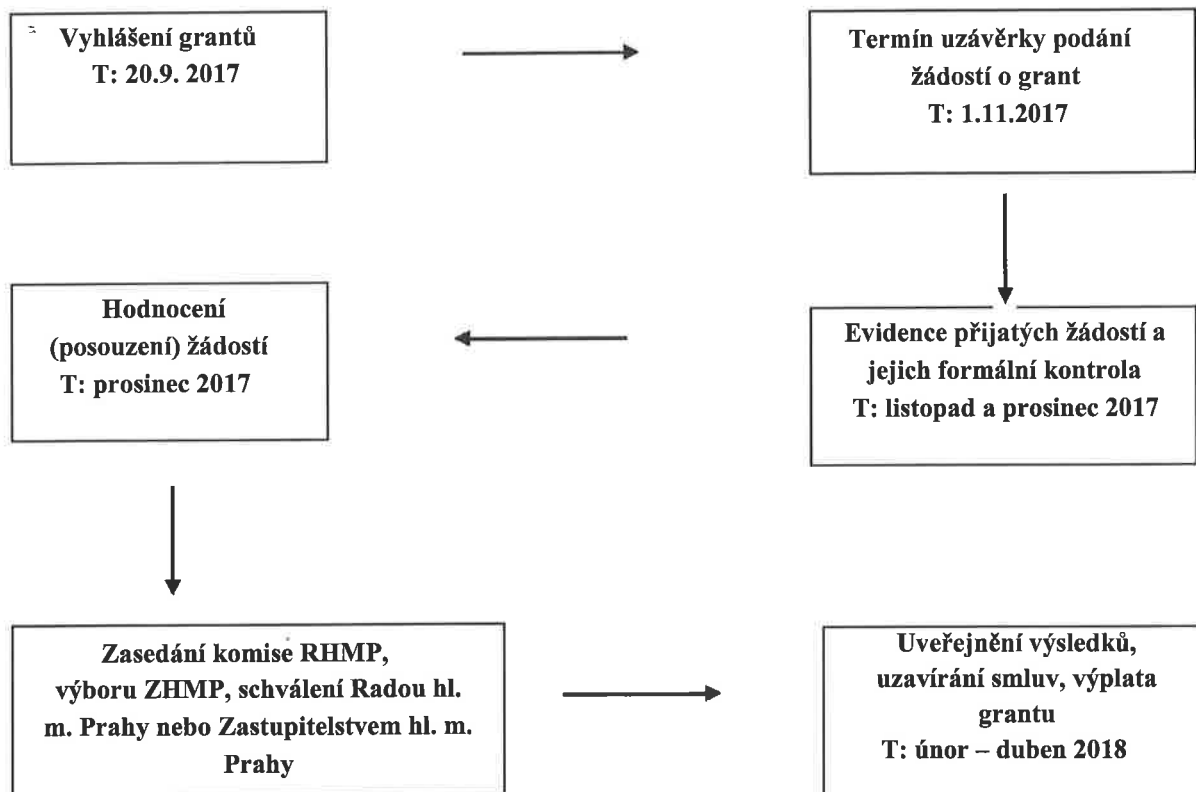 Vyhlášení grantů
T: 20.9. 2017
Termín uzávěrky podání
žádostí o grant
T: 1.11.2017
Evidence přijatých žádostí a
jejich formální kontrola
T: listopad a prosinec 2017
Hodnocení
(posouzení) žádostí
T: prosinec 2017
Zasedání komise RHMP,
výboru ZHMP, schválení Radou hl.
m. Prahy nebo Zastupitelstvem hl. m.
Prahy
Uveřejnění výsledků,
uzavírání smluv, výplata
grantu
T: únor – duben 2018